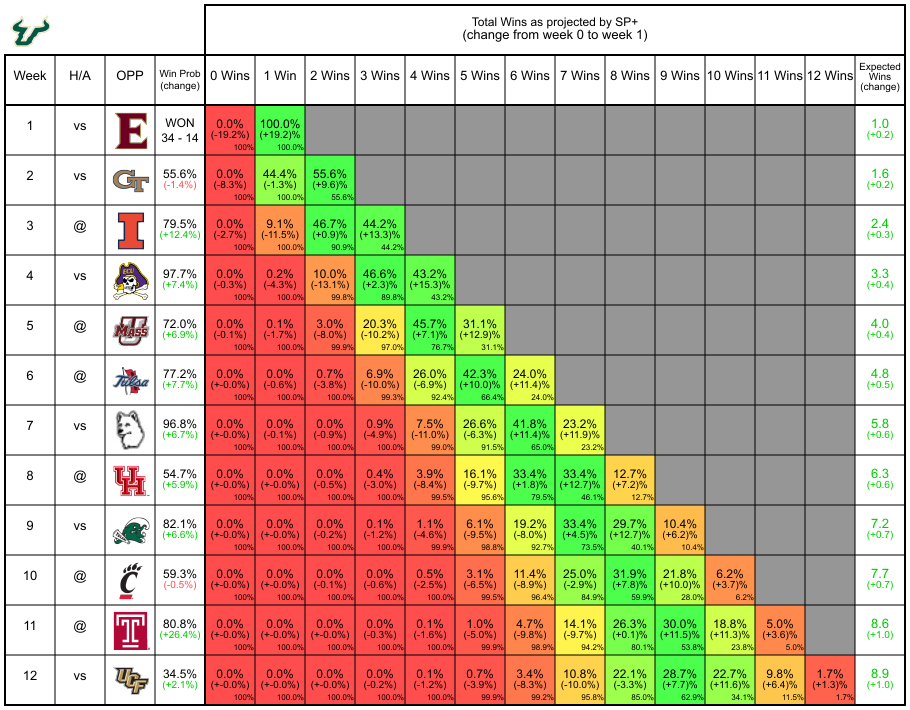 Total Wins as projected by SP+
(change from week 0 to week 1)
Week H/A OPP Win Prob (change) 0 Wins 1 Win 2 Wins 3 Wins 4 Wins 5 Wins 6 Wins 7 Wins 8 Wins 9 Wins 10 Wins 11 Wins 12 Wins Expected Wins (change)
1 vs E WON 0.0% 100.0% 1.0
34 - 14 (-19.2%) (+19.2)% (+0.2)
100% 100.0%
2 vs GT 55.6% 0.0% 44.4% 55.6% 1.6
(-1.4%) (-8.3%) (-1.3%) (+9.6)% (+0.2)
100% 100.0% 55.6%
3 @ I 79.5% 0.0% 9.1% 46.7% 44.2% 2.4
(+12.4%) (-2.7%) (-11.5%) (+0.9)% (+13.3)% (+0.3)
100% 100.0% 90.9% 44.2%
4 vs ECU 97.7% 0.0% 0.2% 10.0% 46.6% 43.2% 3.3
(+7.4%) (-0.3%) (-4.3%) (-13.1%) (+2.3)% (+15.3)% (+0.4)
100% 100.0% 99.8% 89.8% 43.2%
5 @ MASS 72.0% 0.0% 0.1% 3.0% 20.3% 45.7% 31.1% 4.0
(+6.9%) (-0.1%) (-1.7%) (-8.0%) (-10.2%) (+7.1)% (+12.9)% (+0.4)
100% 100.0% 99.9% 97.0% 76.7% 31.1%
6 @ Tulsa 77.2% 0.0% 0.0% 0.7% 6.9% 26.0% 42.3% 24.0% 4.8
(+7.7%) (+-0.0%) (-0.6%) (-3.8%) (-10.0%) (-6.9%) (+10.0)% (+11.4)% (+0.5)
100% 100.0% 100.0% 99.3% 92.4% 66.4% 24.0%
7 vs 96.8% 0.0% 0.0% 0.0% 0.9% 7.5% 26.6% 41.8% 23.2% 5.8
(+6.7%) (+-0.0%) (-0.1%) (-0.9%) (-4.9%) (-11.0%) (-6.3%) (+11.4)% (+11.9)% (+0.6)
100% 100.0% 100.0% 100.0% 99.0% 91.5% 65.0% 23.2%
8 @ UH 54.7% 0.0% 0.0% 0.0% 0.4% 3.9% 16.1% 33.4% 33.4% 12.7% 6.3
(+5.9%) (+-0.0%) (+-0.0%) (-0.5%) (-3.0%) (-8.4%) (-9.7%) (+1.8)% (+12.7)% (+7.2)% (+0.6)
100% 100.0% 100.0% 100.0% 99.5% 95.6% 79.5% 46.1% 12.7%
9 vs 82.1% 0.0% 0.0% 0.0% 0.1% 1.1% 6.1% 19.2% 33.4% 29.7% 10.4% 7.2
(+6.6%) (+-0.0%) (+-0.0%) (-0.2%) (-1.2%) (-4.6%) (-9.5%) (-8.0%) (+4.5)% (+12.7)% (+6.2)% (+0.7)
100% 100.0% 100.0% 100.0% 99.9% 98.8% 92.7% 73.5% 40.1% 10.4%
10 @ C 59.3% 0.0% 0.0% 0.0% 0.0% 0.5% 3.1% 11.4% 25.0% 31.9% 21.8% 6.2% 7.7
(-0.5%) (+-0.0%) (+-0.0%) (-0.1%) (-0.6%) (-2.5%) (-6.5%) (-8.9%) (-2.9%) (+7.8)% (+10.0)% (+3.7)% (+0.7)
100% 100.0% 100.0% 100.0% 100.0% 99.5% 96.4% 84.9% 59.9% 28.0% 6.2%
11 @ T 80.8% 0.0% 0.0% 0.0% 0.0% 0.1% 1.0% 4.7% 14.1% 26.3% 30.0% 18.8% 5.0% 8.6
(+26.4%) (+-0.0%) (+-0.0%) (+-0.0%) (-0.3%) (-1.6%) (-5.0%) (-9.8%) (-9.7%) (+0.1)% (+11.5)% (+11.3)% (+3.6)% (+1.0)
100% 100.0% 100.0% 100.0% 100.0% 99.9% 98.9% 94.2% 80.1% 53.8% 23.8% 5.0%
12 vs UCF 34.5% 0.0% 0.0% 0.0% 0.0% 0.1% 0.7% 3.4% 10.8% 22.1% 28.7% 22.7% 9.8% 1.7% 8.9
(+2.1%) (+-0.0%) (+-0.0%) (+-0.0%) (-0.2%) (-1.2%) (-3.9%) (-8.3%) (-10.0%) (-3.3%) (+7.7)% (+11.6)% (+6.4)% (+1.3)% (+1.0)
100% 100.0% 100.0% 100.0% 100.0% 99.9% 99.2% 95.8% 85.0% 62.9% 34.1% 11.5% 1.7%